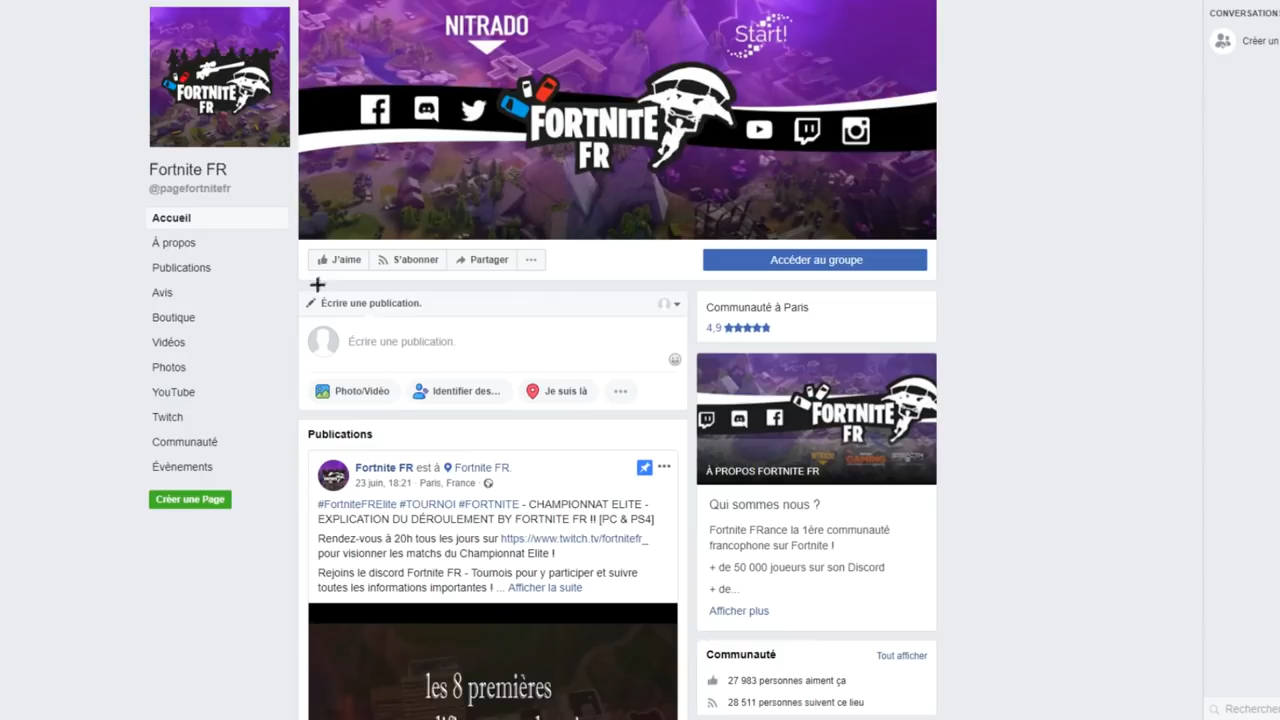 NITRADO
Start!
FORTNITE
FR
FORTNITE
FR
Fortnite FR
@pagefortnitefr
Accueil
À propos
Publications
Avis
Boutique
Vidéos
Photos
YouTube
Twitch
Communauté
Évènements
Créer une Page
J'aime
S'abonner
Partager
...
Accéder au groupe
Écrire une publication.
Écrire une publication.
Photo/Vidéo
Identifier des...
Je suis là
...
Publications
Fortnite FR est à Fortnite FR.
23 juin, 18:21 · Paris, France ·
#FortniteFRElite #TOURNOI #FORTNITE - CHAMPIONNAT ELITE -
EXPLICATION DU DÉROULEMENT BY FORTNITE FR !! [PC & PS4]
Rendez-vous à 20h tous les jours sur https://www.twitch.tv/fortnitefr_
pour visionner les matchs du Championnat Elite !
Rejoins le discord Fortnite FR - Tournois pour y participer et suivre
toutes les informations importantes ! ... Afficher la suite
les 8 premières
Communauté à Paris
4,9
FORTNITE
FR
NITRADO
GAMING
À PROPOS FORTNITE FR
Qui sommes nous ?
Fortnite FRance la 1ère communauté
francophone sur Fortnite !
+ de 50 000 joueurs sur son Discord
+ de...
Afficher plus
Communauté
Tout afficher
27 983 personnes aiment ça
28 511 personnes suivent ce lieu
CONVERSATION
Créer un
Rechercher